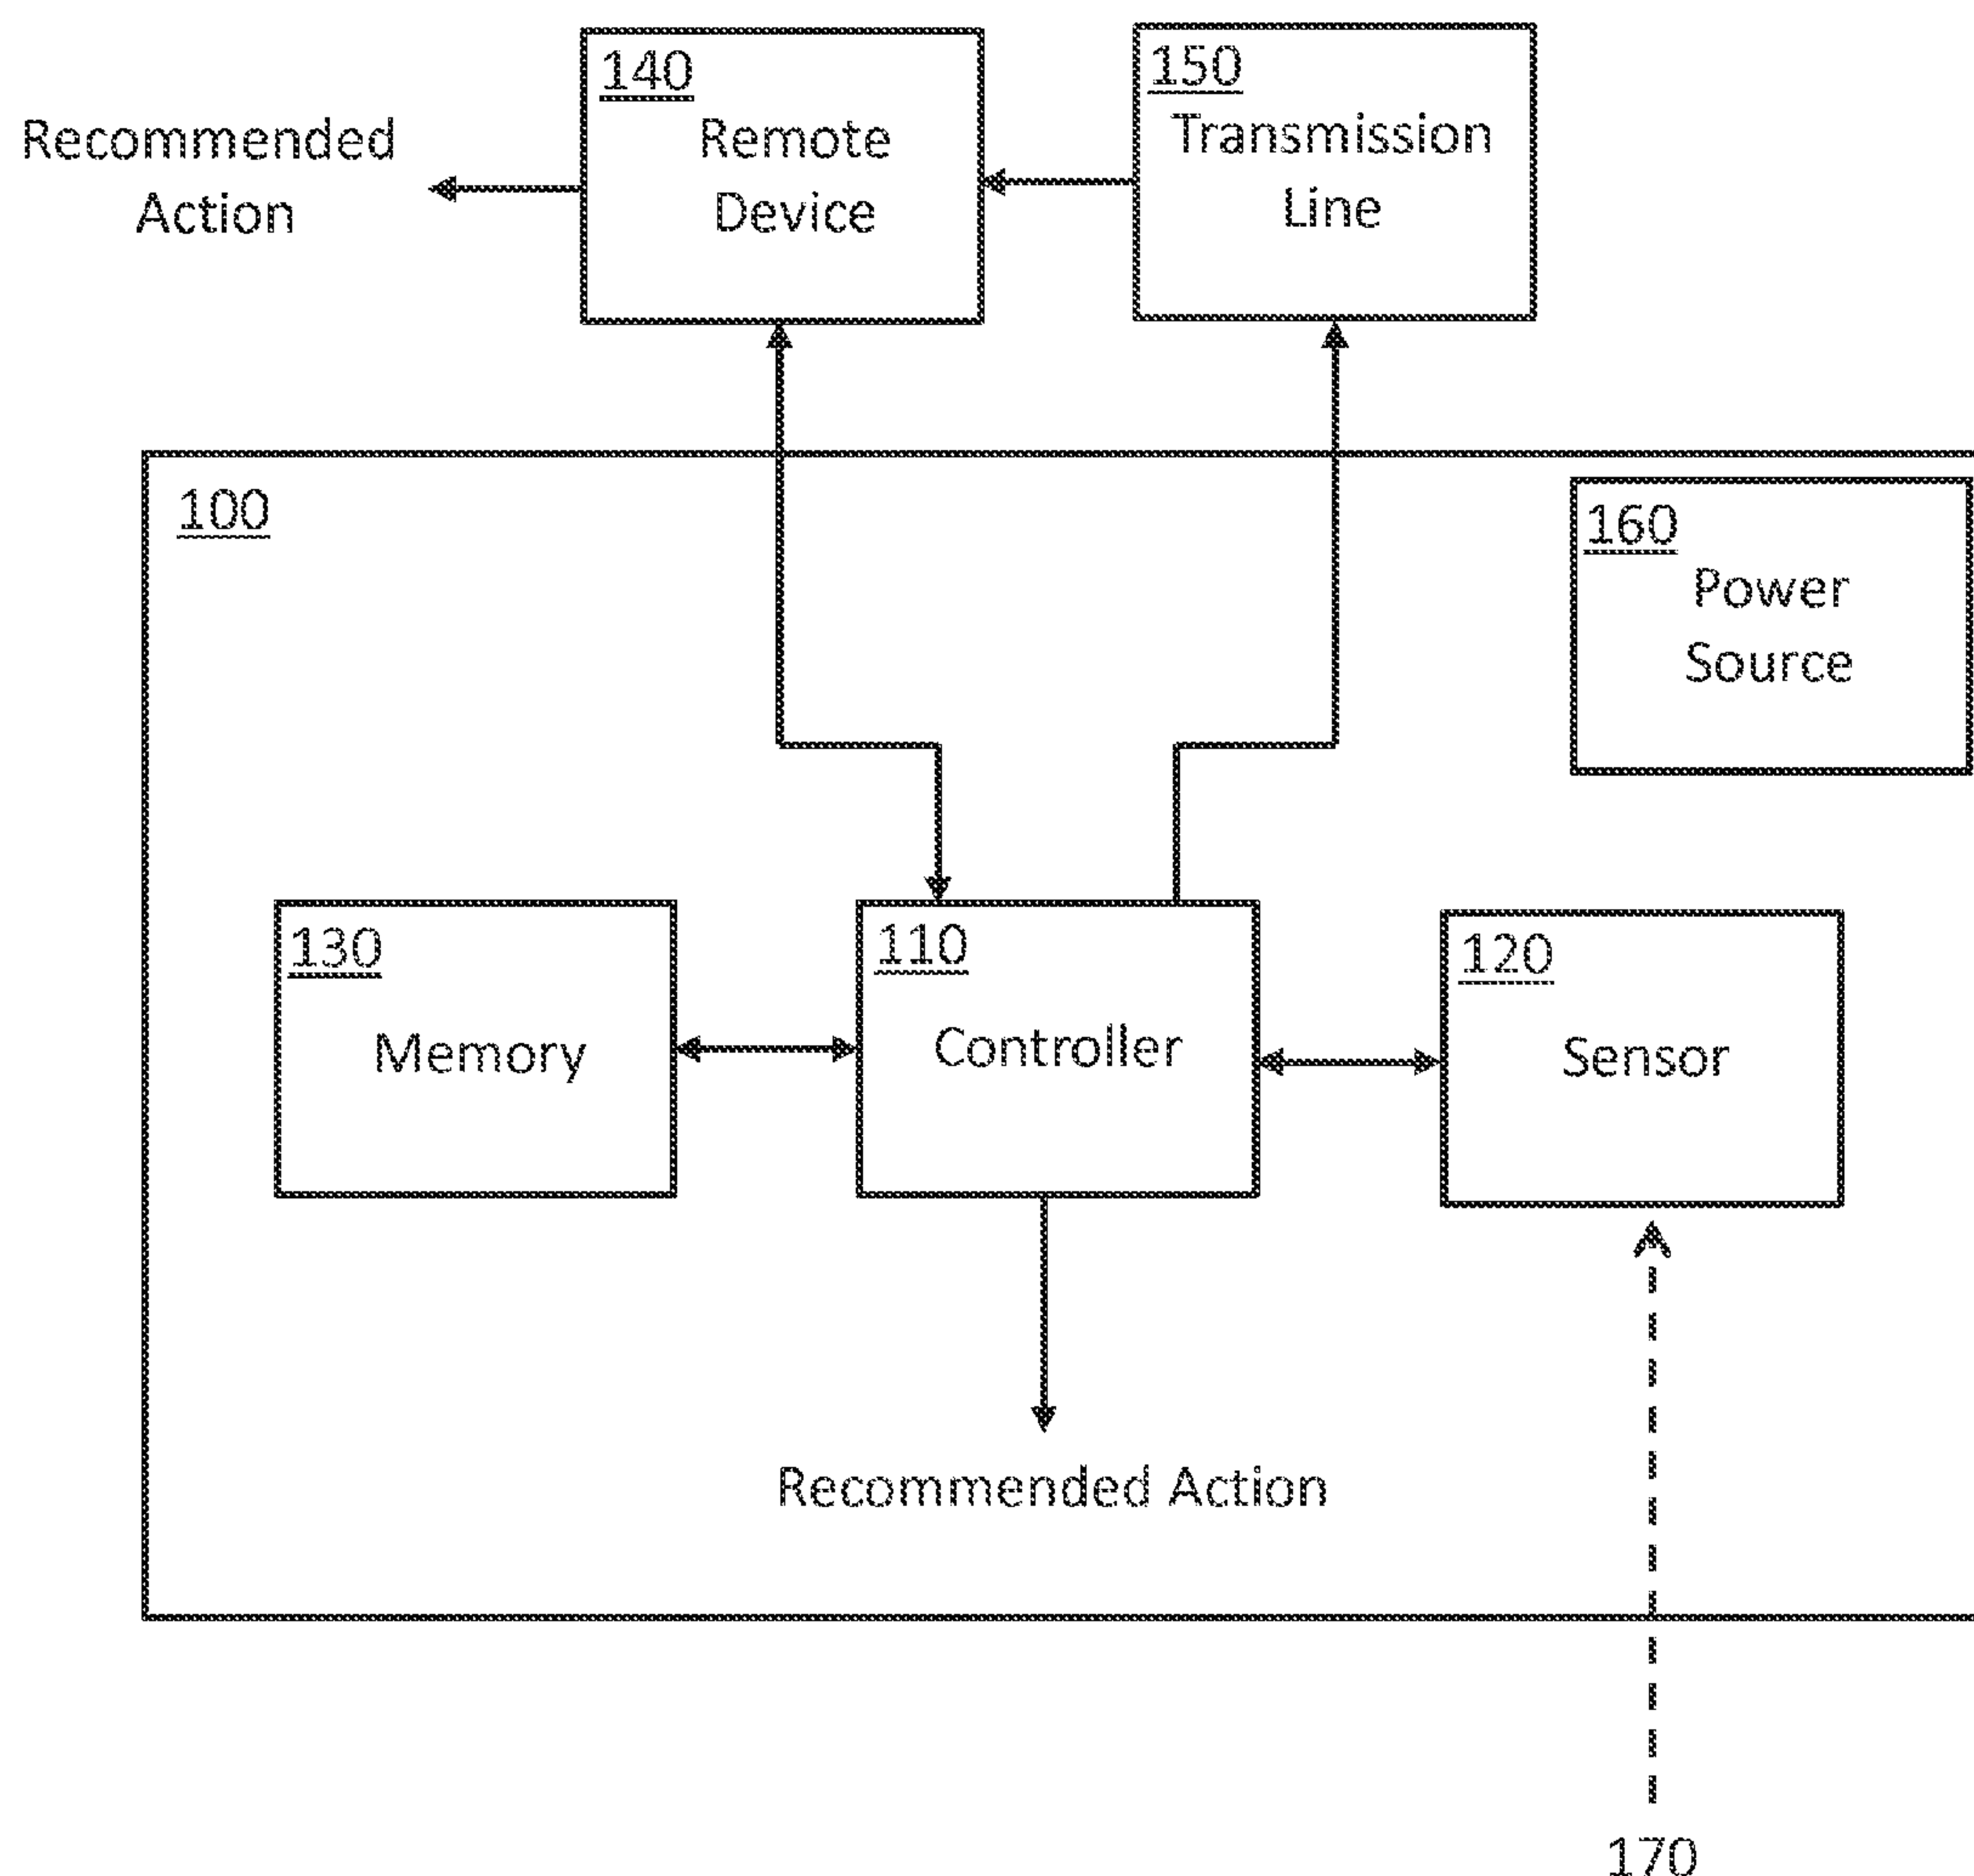 140
Remote
Device
150
Transmission
Line
Recommended
Action
100
160
Power
Source
130
Memory
110
Controller
120
Sensor
Recommended Action
170